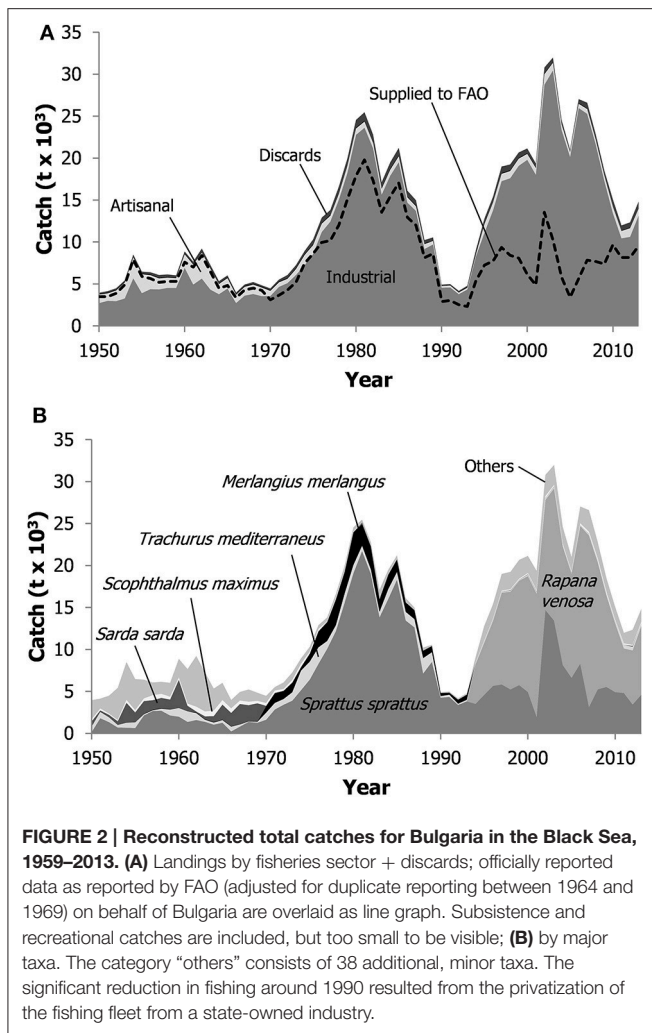 A
35
30
25
20
15
10
5
0
Catch (t x 10³)
Supplied to FAO
Discards
Artisanal
Industrial
1950 1960 1970 1980 1990 2000 2010
Year
B
35
30
25
20
15
10
5
0
Catch (t x 10³)
Others
Merlangius merlangus
Trachurus mediterraneus
Scophthalmus maximus
Rapana
venosa
Sarda sarda
Sprattus sprattus
1950 1960 1970 1980 1990 2000 2010
Year
FIGURE 2 | Reconstructed total catches for Bulgaria in the Black Sea,
1959–2013. (A) Landings by fisheries sector + discards; officially reported
data as reported by FAO (adjusted for duplicate reporting between 1964 and
1969) on behalf of Bulgaria are overlaid as line graph. Subsistence and
recreational catches are included, but too small to be visible; (B) by major
taxa. The category “others” consists of 38 additional, minor taxa. The
significant reduction in fishing around 1990 resulted from the privatization of
the fishing fleet from a state-owned industry.